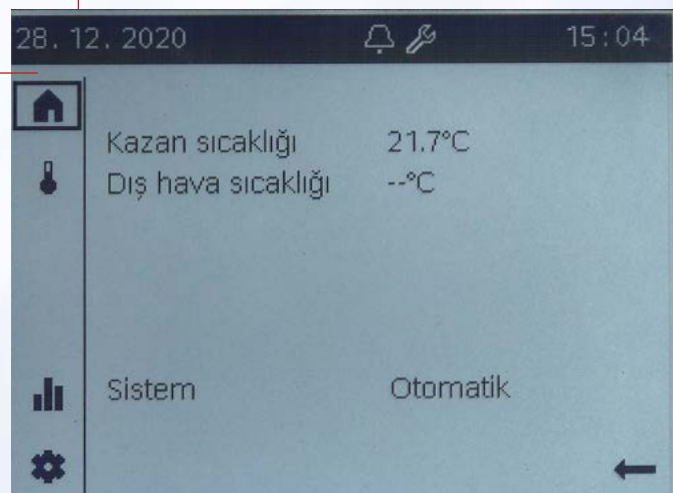 28. 12. 2020 15:04
Kazan sıcaklığı 21.7°C
Dış hava sıcaklığı --°C
Sistem Otomatik